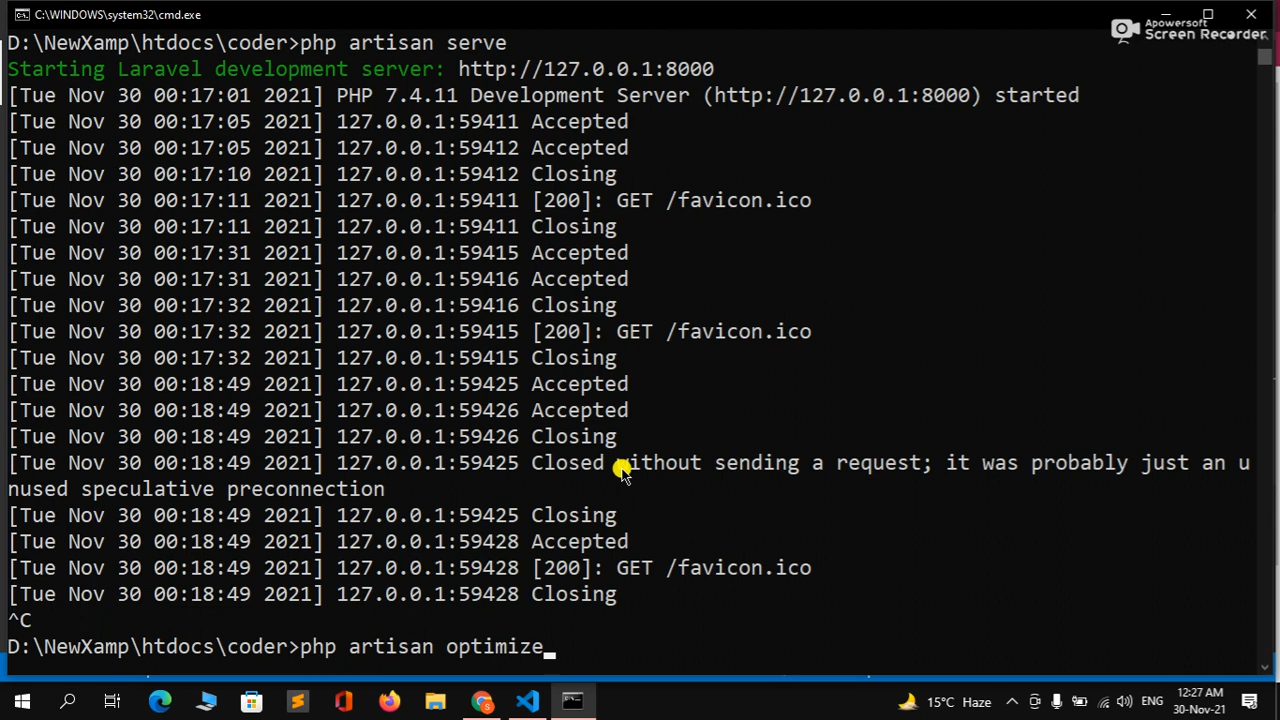 C:\WINDOWS\system32\cmd.exe
Apowersoft
Screen Recorder
D:\NewXamp\htdocs\coder>php artisan serve
Starting Laravel development server: http://127.0.0.1:8000
[Tue Nov 30 00:17:01 2021] PHP 7.4.11 Development Server (http://127.0.0.1:8000) started
[Tue Nov 30 00:17:05 2021] 127.0.0.1:59411 Accepted
[Tue Nov 30 00:17:05 2021] 127.0.0.1:59412 Accepted
[Tue Nov 30 00:17:10 2021] 127.0.0.1:59412 Closing
[Tue Nov 30 00:17:11 2021] 127.0.0.1:59411 [200]: GET /favicon.ico
[Tue Nov 30 00:17:11 2021] 127.0.0.1:59411 Closing
[Tue Nov 30 00:17:31 2021] 127.0.0.1:59415 Accepted
[Tue Nov 30 00:17:31 2021] 127.0.0.1:59416 Accepted
[Tue Nov 30 00:17:32 2021] 127.0.0.1:59416 Closing
[Tue Nov 30 00:17:32 2021] 127.0.0.1:59415 [200]: GET /favicon.ico
[Tue Nov 30 00:17:32 2021] 127.0.0.1:59415 Closing
[Tue Nov 30 00:18:49 2021] 127.0.0.1:59425 Accepted
[Tue Nov 30 00:18:49 2021] 127.0.0.1:59426 Accepted
[Tue Nov 30 00:18:49 2021] 127.0.0.1:59426 Closing
[Tue Nov 30 00:18:49 2021] 127.0.0.1:59425 Closed without sending a request; it was probably just an u
nused speculative preconnection
[Tue Nov 30 00:18:49 2021] 127.0.0.1:59425 Closing
[Tue Nov 30 00:18:49 2021] 127.0.0.1:59428 Accepted
[Tue Nov 30 00:18:49 2021] 127.0.0.1:59428 [200]: GET /favicon.ico
[Tue Nov 30 00:18:49 2021] 127.0.0.1:59428 Closing
^C
D:\NewXamp\htdocs\coder>php artisan optimize
15°C Haze
ENG
12:27 AM
30-Nov-21